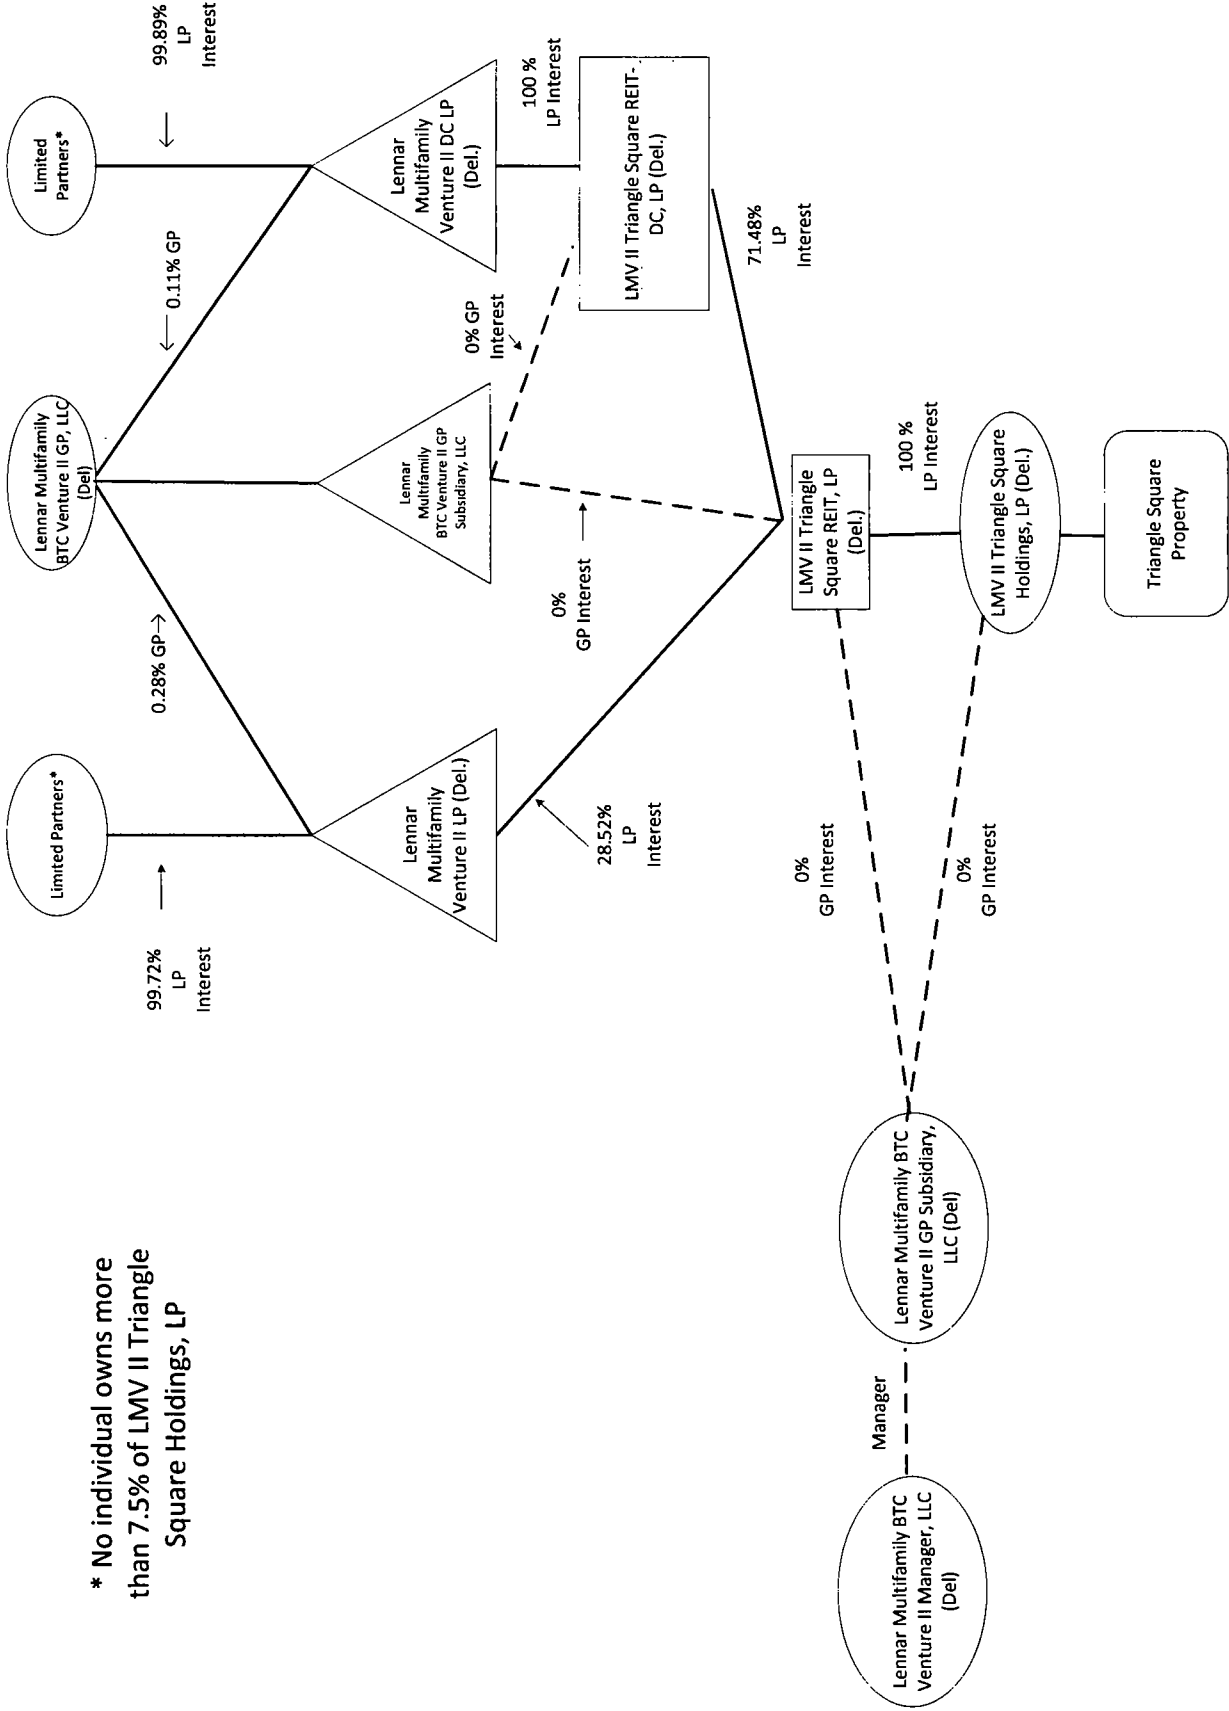 Limited Partners*
99.72%
LP
Interest
Lennar Multifamily
BTC Venture II GP, LLC
(Del)
0.28% GP
0.11% GP
Limited
Partners*
99.89%
LP
Interest
Lennar
Multifamily
Venture II LP (Del.)
Lennar
Multifamily
BTC Venture II GP
Subsidiary, LLC
Lennar
Multifamily
Venture II DC LP
(Del.)
100 %
LP Interest
0% GP
Interest
0%
GP Interest
28.52%
LP
Interest
LMV II Triangle Square REIT-
DC, LP (Del.)
71.48%
LP
Interest
LMV II Triangle
Square REIT, LP
(Del.)
0%
GP Interest
100 %
LP Interest
0%
GP Interest
LMV II Triangle Square
Holdings, LP (Del.)
Triangle Square
Property
Lennar Multifamily BTC
Venture II Manager, LLC
(Del)
Manager
Lennar Multifamily BTC
Venture II GP Subsidiary,
LLC (Del)
* No individual owns more
than 7.5% of LMV II Triangle
Square Holdings, LP